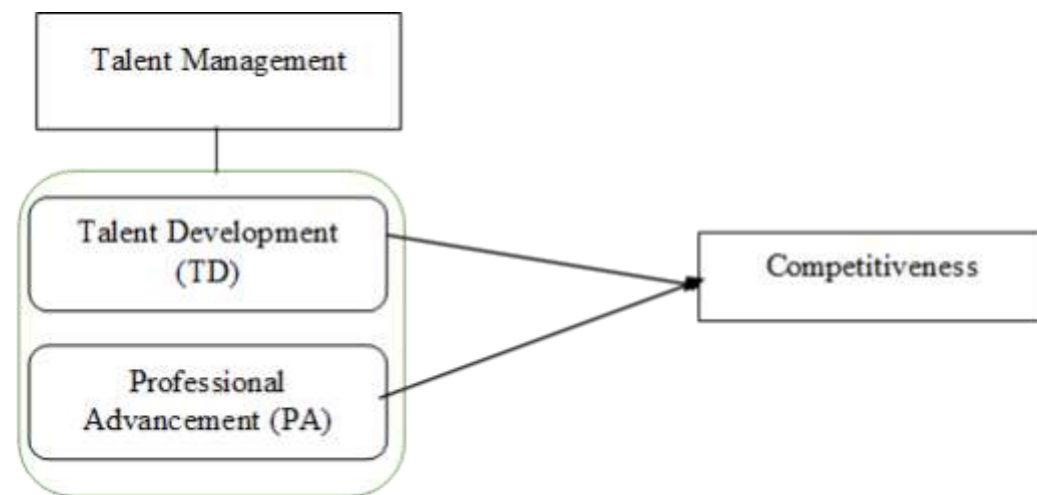 Talent Management
Talent Development
(TD)
Competitiveness
Professional
Advancement (PA)